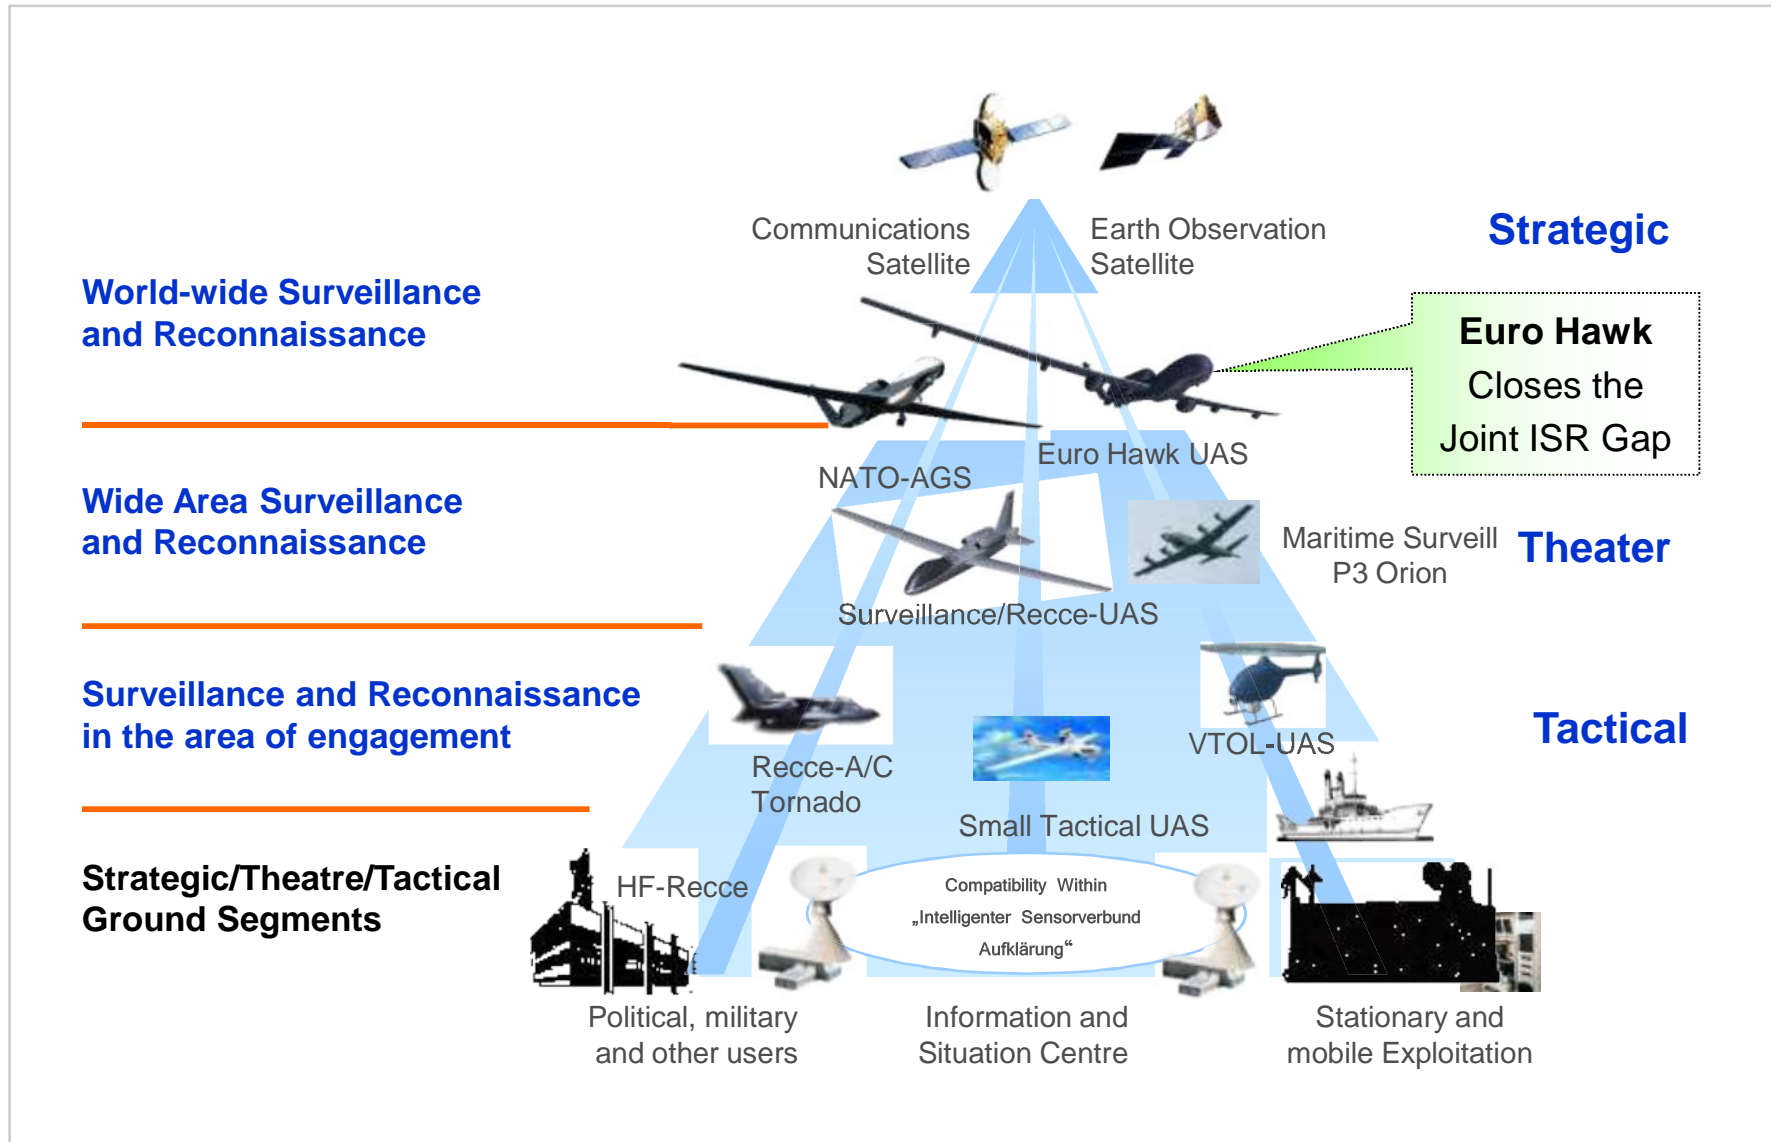 Communications
Satellite
Earth Observation
Satellite
Strategic
World-wide Surveillance
and Reconnaissance
Euro Hawk
Closes the
Joint ISR Gap
Euro Hawk UAS
NATO-AGS
Wide Area Surveillance
and Reconnaissance
Maritime Surveill
P3 Orion
Theater
Surveillance/Recce-UAS
Surveillance and Reconnaissance
in the area of engagement
Tactical
VTOL-UAS
Recce-A/C
Tornado
Small Tactical UAS
Strategic/Theatre/Tactical
Ground Segments
HF-Recce
Compatibility Within
„Intelligenter Sensorverbund
Aufklärung“
Political, military
and other users
Information and
Situation Centre
Stationary and
mobile Exploitation